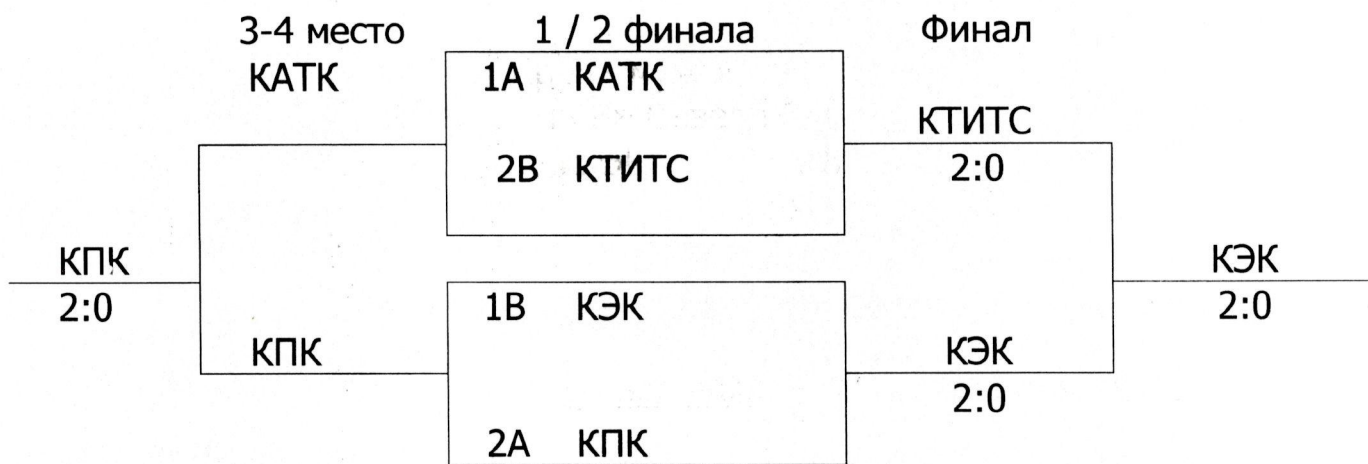 3-4 место 1 / 2 финала Финал
КАТК 1А КАТК
КТИТС
2В КТИТС 2:0
КПК КЭК
2:0 1В КЭК 2:0
КПК КЭК
2:0
2А КПК